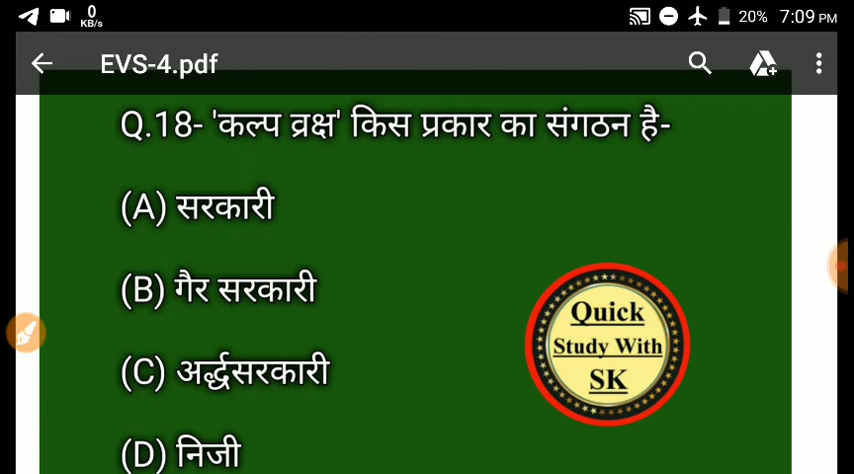 0
KB/s
20% 7:09 PM
EVS-4.pdf
Q.18- 'कल्प व्रक्ष' किस प्रकार का संगठन है-
(A) सरकारी
(B) गैर सरकारी
(C) अर्द्धसरकारी
(D) निजी
Quick
Study With
SK